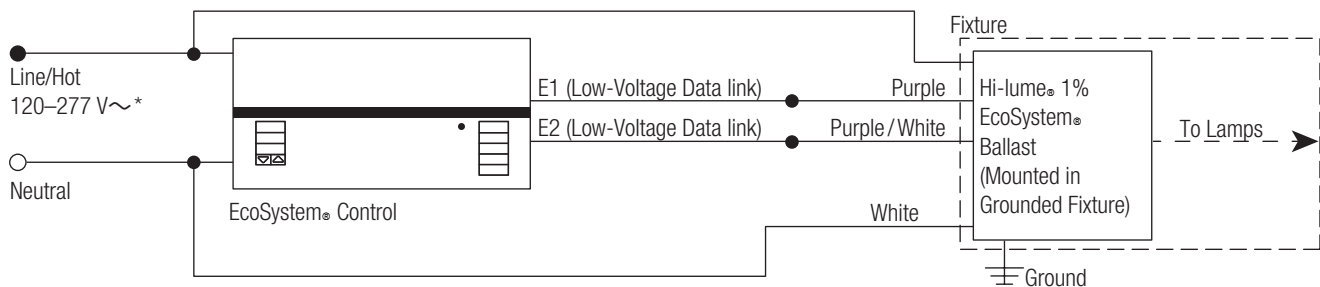 Fixture
Line/Hot
120–277 V~*
E1 (Low-Voltage Data link)
Purple
Hi-lume® 1%
EcoSystem®
Ballast
(Mounted in
Grounded Fixture)
E2 (Low-Voltage Data link)
Purple/White
To Lamps
Neutral
EcoSystem® Control
White
Ground